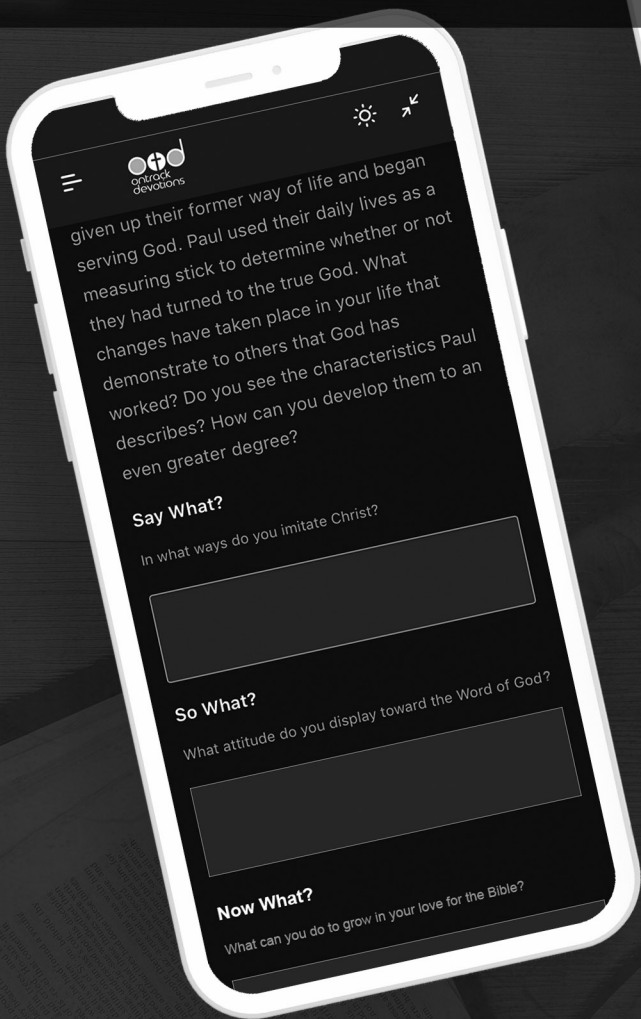 ontrack
devotions
given up their former way of life and began
serving God. Paul used their daily lives as a
measuring stick to determine whether or not
they had turned to the true God. What
changes have taken place in your life that
demonstrate to others that God has
worked? Do you see the characteristics Paul
describes? How can you develop them to an
even greater degree?
Say What?
In what ways do you imitate Christ?
So What?
What attitude do you display toward the Word of God?
Now What?
What can you do to grow in your love for the Bible?